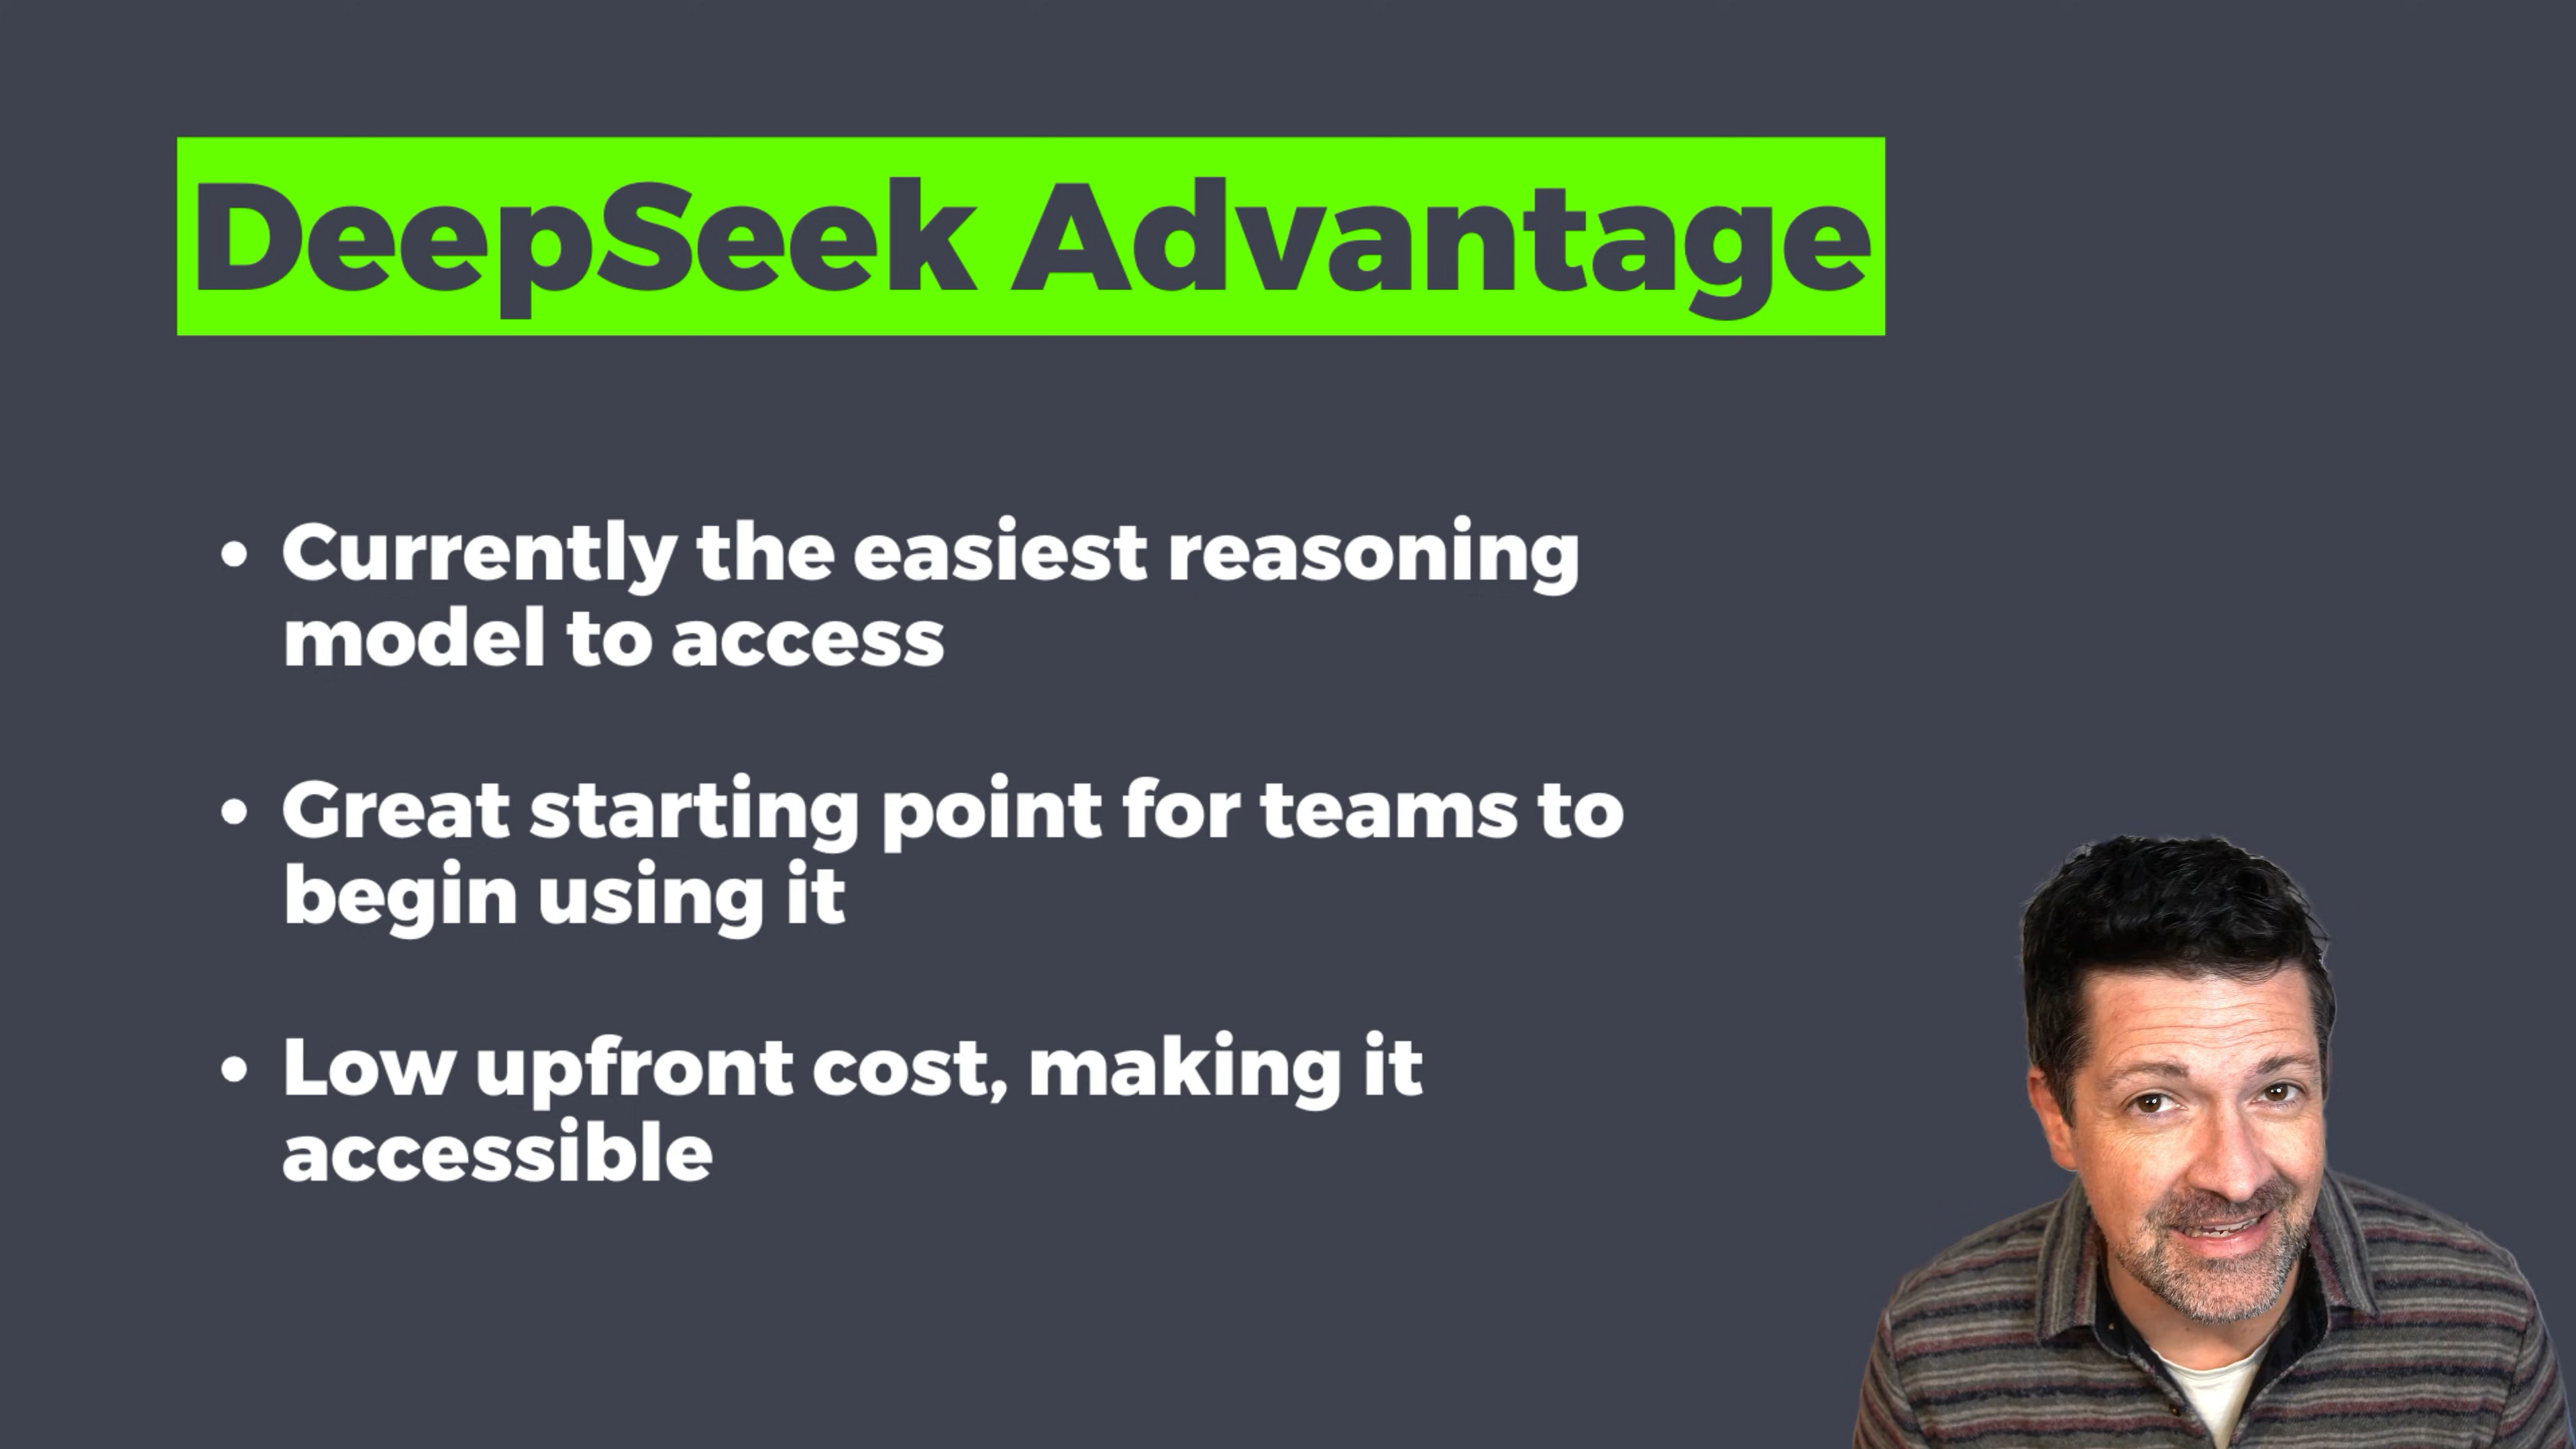 DeepSeek Advantage
• Currently the easiest reasoning
model to access
• Great starting point for teams to
begin using it
• Low upfront cost, making it
accessible